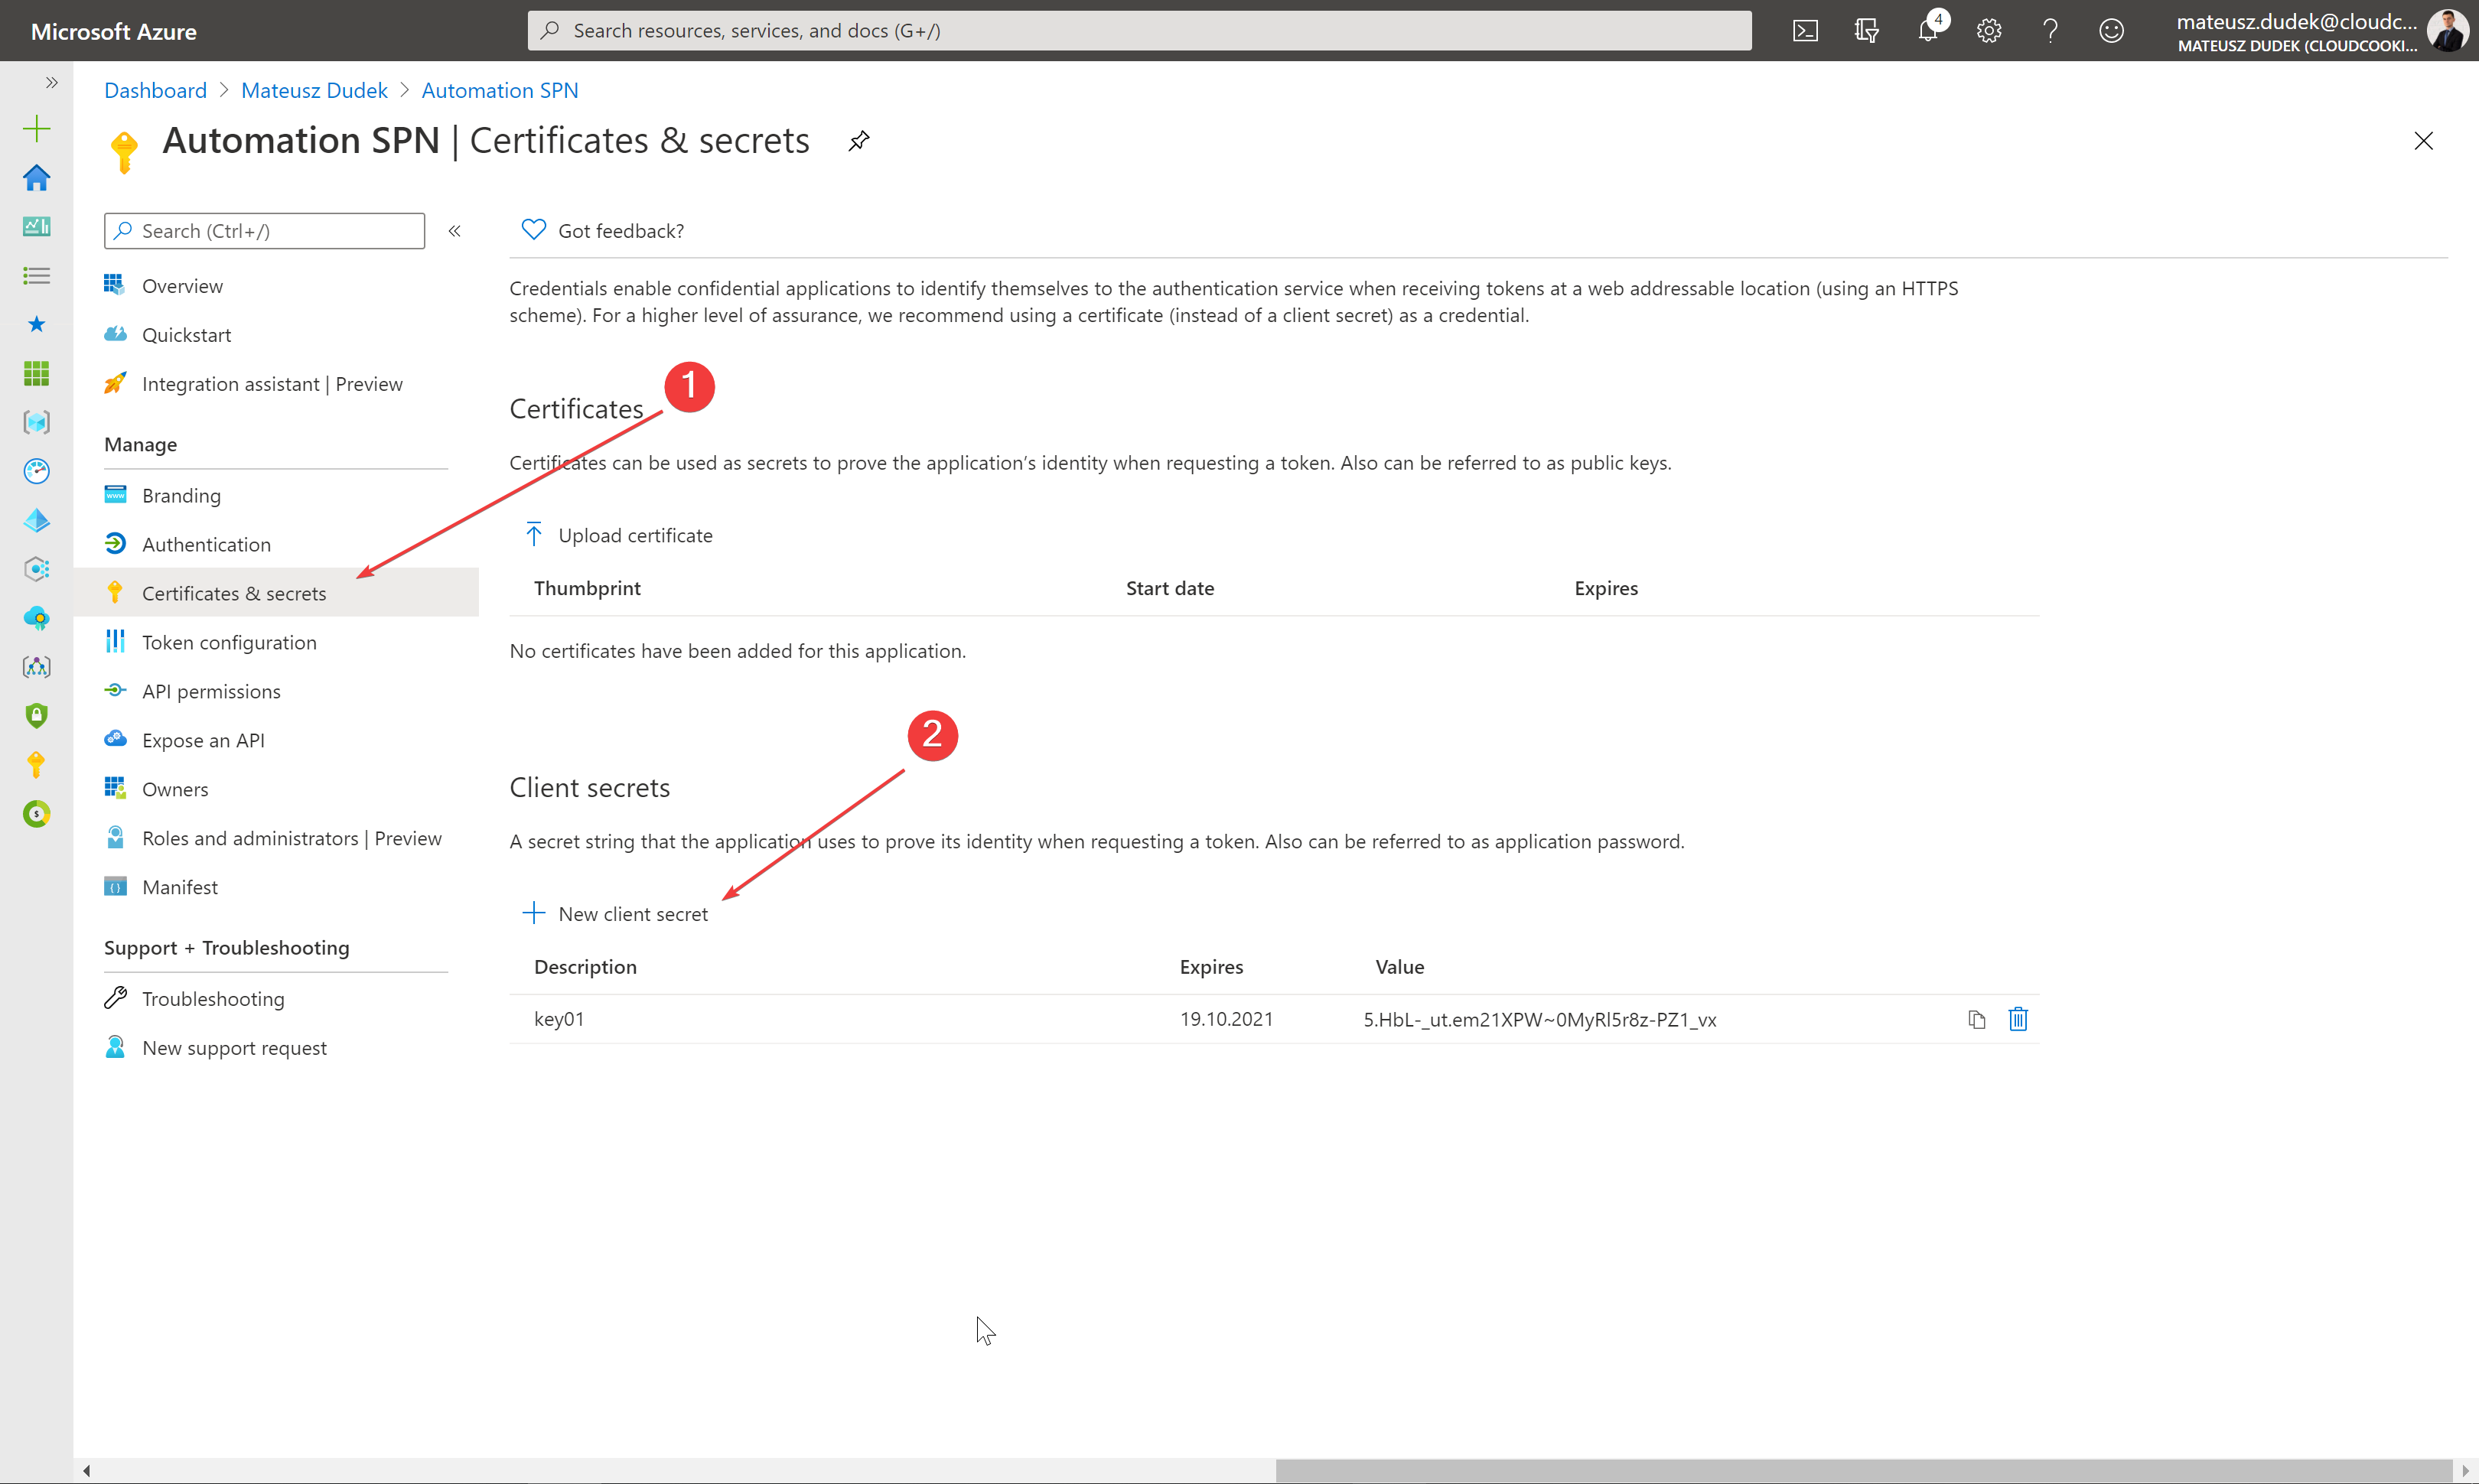 Microsoft Azure
Search resources, services, and docs (G+/)
4
mateusz.dudek@cloudc...
MATEUSZ DUDEK (CLOUDCOOKI...
Dashboard > Mateusz Dudek > Automation SPN
Automation SPN | Certificates & secrets
Search (Ctrl+/)
Overview
Quickstart
Integration assistant | Preview
Manage
Branding
Authentication
Certificates & secrets
Token configuration
API permissions
Expose an API
Owners
Roles and administrators | Preview
Manifest
Support + Troubleshooting
Troubleshooting
New support request
Got feedback?
Credentials enable confidential applications to identify themselves to the authentication service when receiving tokens at a web addressable location (using an HTTPS
scheme). For a higher level of assurance, we recommend using a certificate (instead of a client secret) as a credential.
1
Certificates
Certificates can be used as secrets to prove the application’s identity when requesting a token. Also can be referred to as public keys.
Upload certificate
Thumbprint Start date Expires
No certificates have been added for this application.
2
Client secrets
A secret string that the application uses to prove its identity when requesting a token. Also can be referred to as application password.
New client secret
Description Expires Value
key01 19.10.2021 5.HbL-_ut.em21XPW~0MyRl5r8z-PZ1_vx